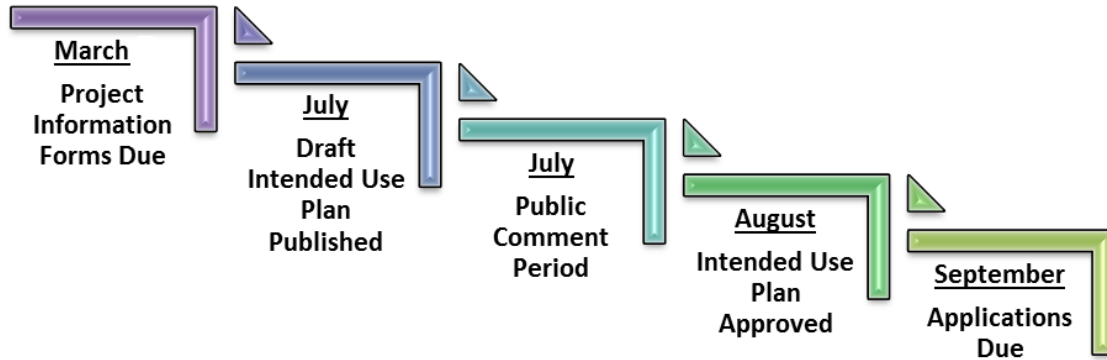 March
Project
Information
Forms Due
July
Draft
Intended Use
Plan
Published
July
Public
Comment
Period
August
Intended Use
Plan
Approved
September
Applications
Due